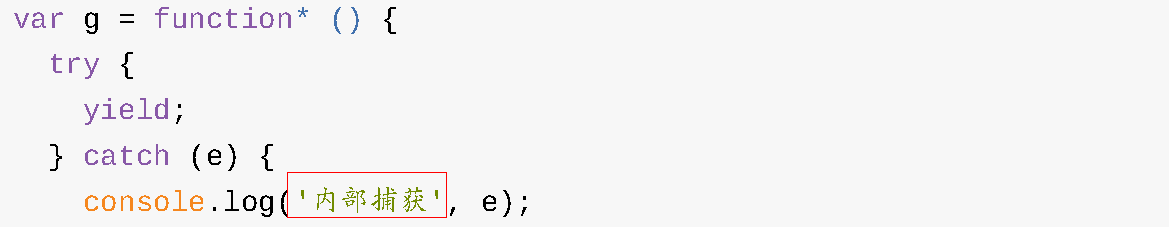 var g = function* () {
  try {
    yield;
  } catch (e) {
    console.log('内部捕获', e);